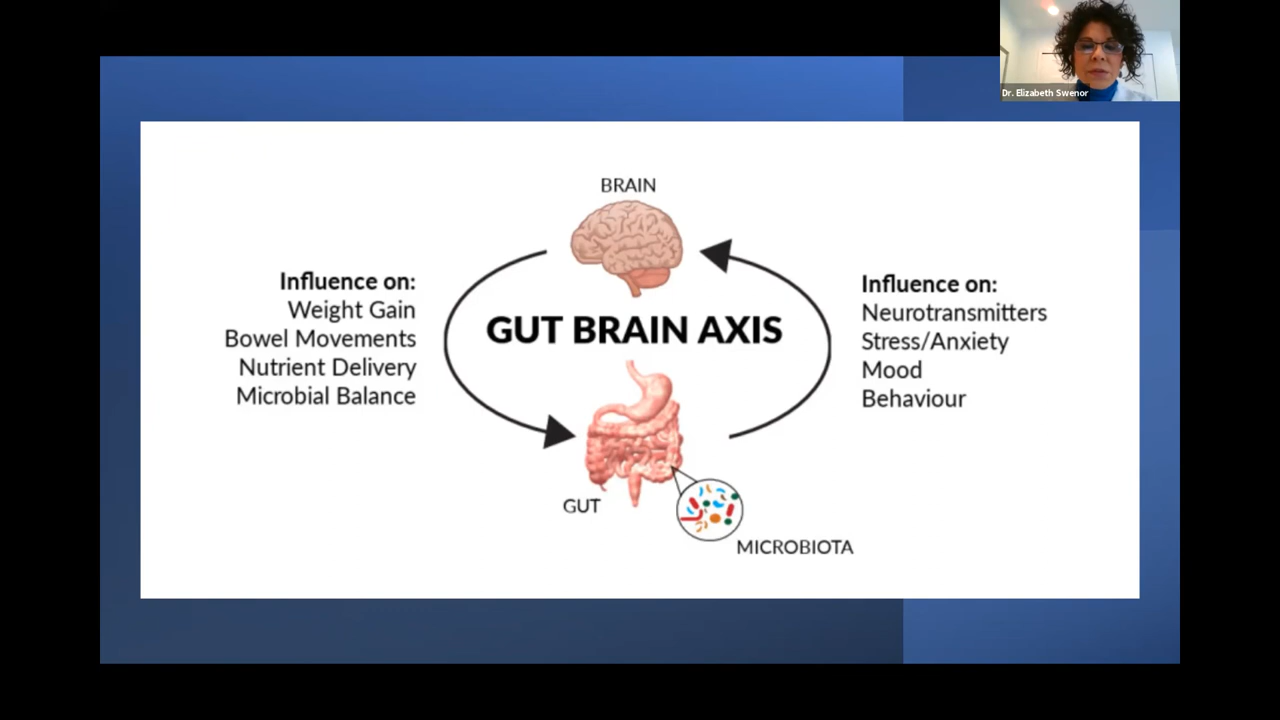 Dr. Elizabeth Swenor
BRAIN
Influence on:
Weight Gain
Bowel Movements
Nutrient Delivery
Microbial Balance
GUT BRAIN AXIS
Influence on:
Neurotransmitters
Stress/Anxiety
Mood
Behaviour
GUT
MICROBIOTA